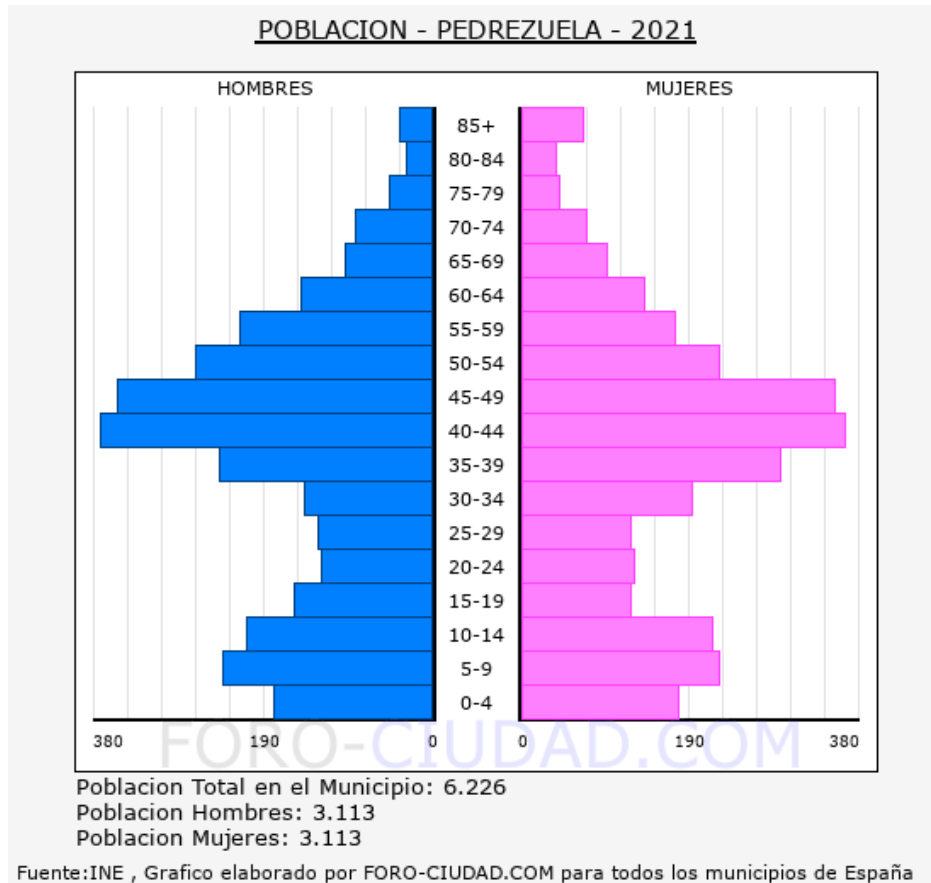 POBLACION - PEDREZUELA - 2021
HOMBRES MUJERES
85+
80-84
75-79
70-74
65-69
60-64
55-59
50-54
45-49
40-44
35-39
30-34
25-29
20-24
15-19
10-14
5-9
0-4
380 190 0 0 190 380
FORO-CIUDAD.COM
Poblacion Total en el Municipio: 6.226
Poblacion Hombres: 3.113
Poblacion Mujeres: 3.113
Fuente:INE , Grafico elaborado por FORO-CIUDAD.COM para todos los municipios de España